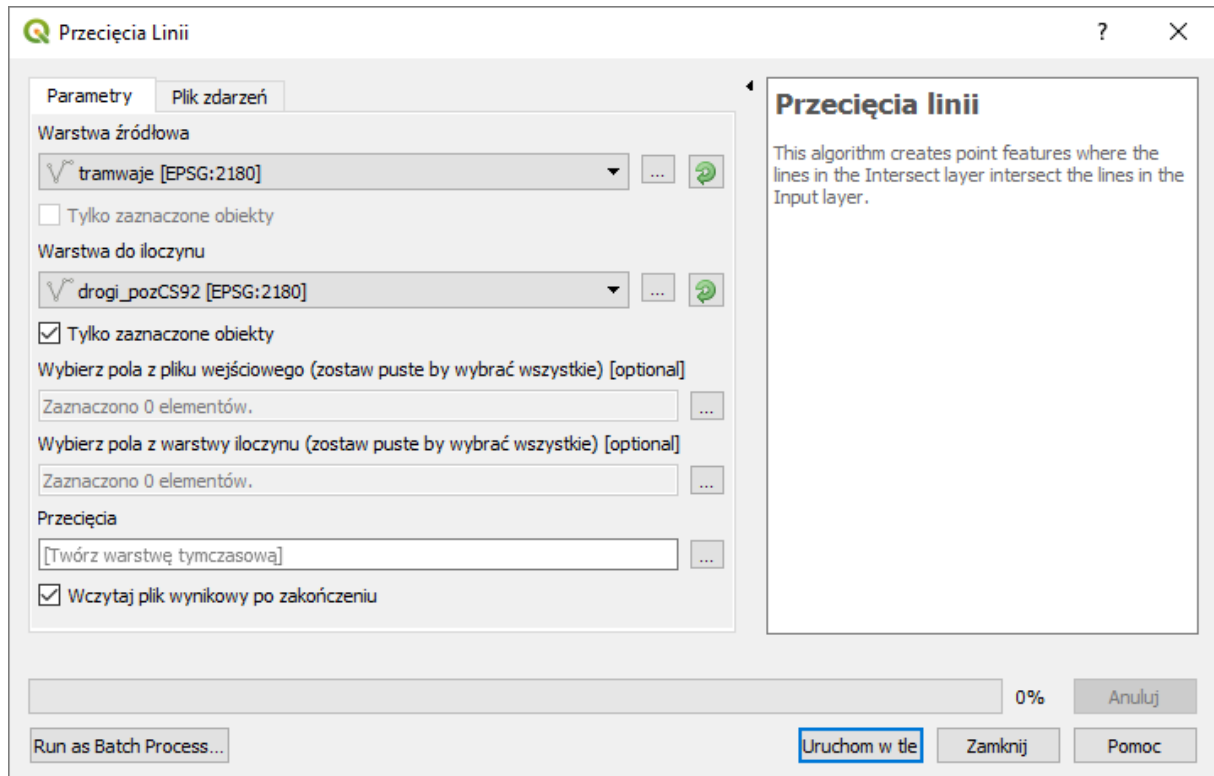 Przecięcia Linii
?
Parametry
Plik zdarzeń
Warstwa źródłowa
tramwaje [EPSG:2180]
...
Tylko zaznaczone obiekty
Warstwa do iloczynu
drogi_pozCS92 [EPSG:2180]
...
Tylko zaznaczone obiekty
Wybierz pola z pliku wejściowego (zostaw puste by wybrać wszystkie) [optional]
Zaznaczono 0 elementów.
...
Wybierz pola z warstwy iloczynu (zostaw puste by wybrać wszystkie) [optional]
Zaznaczono 0 elementów.
...
Przecięcia
[Twórz warstwę tymczasową]
...
Wczytaj plik wynikowy po zakończeniu
Przecięcia linii
This algorithm creates point features where the
lines in the Intersect layer intersect the lines in the
Input layer.
0%
Anuluj
Run as Batch Process...
Uruchom w tle
Zamknij
Pomoc